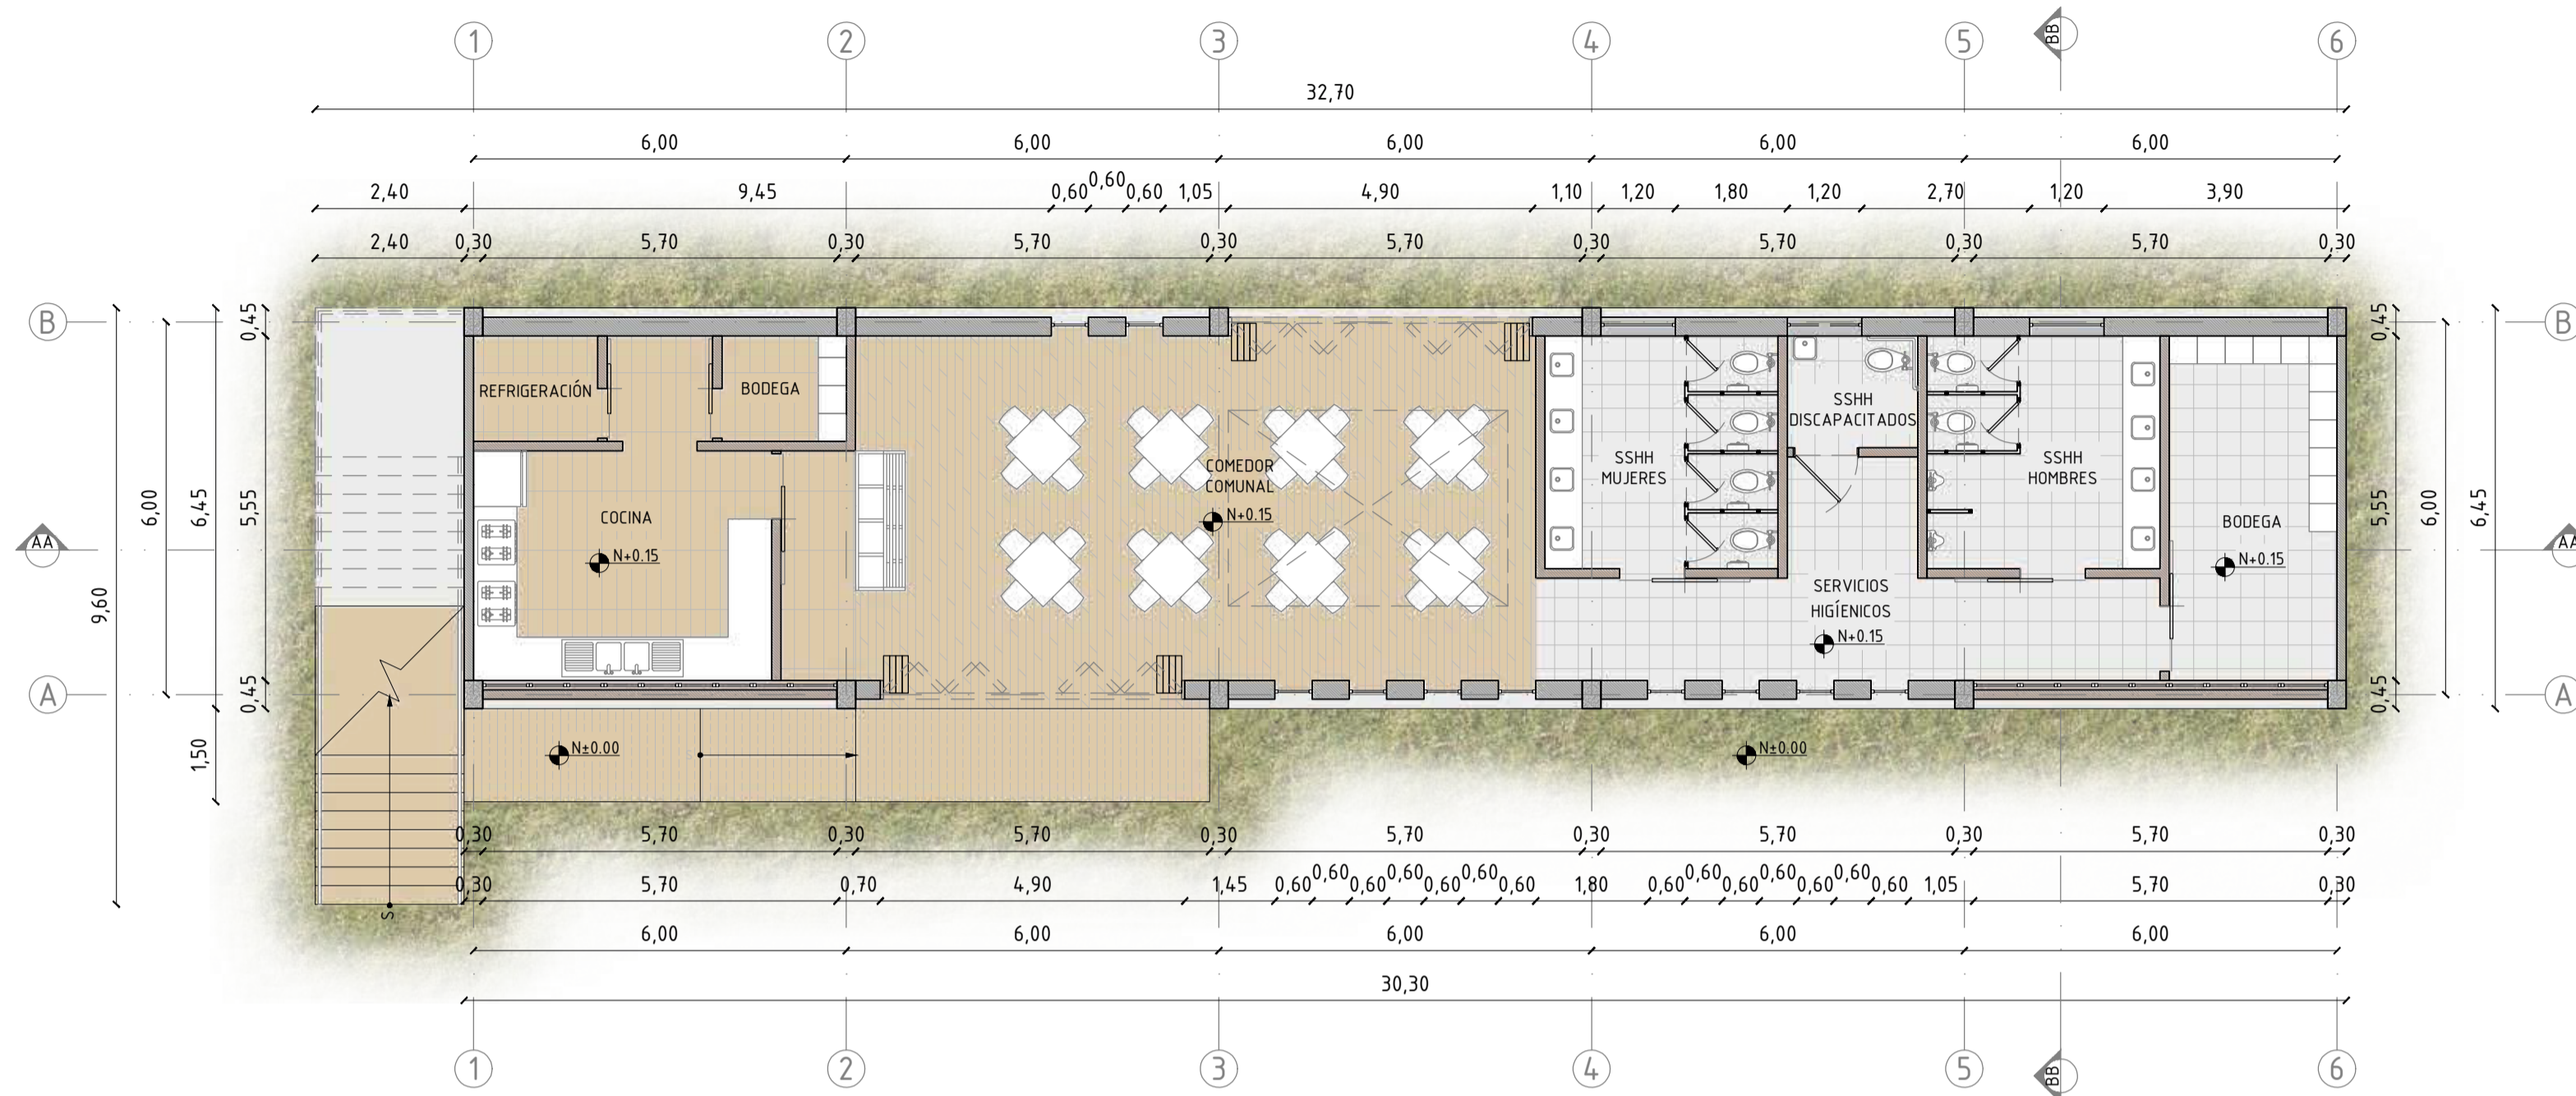 1 2 3 4 5 BB 6
32,70
6,00 6,00 6,00 6,00 6,00
2,40 9,45 0,60 0,60 0,60 1,05 4,90 1,10 1,20 1,80 1,20 2,70 1,20 3,90
2,40 0,30 5,70 0,30 5,70 0,30 5,70 0,30 5,70 0,30 5,70 0,30
B 0,45 0,45 B
REFRIGERACIÓN BODEGA
SSHH
DISCAPACITADOS
COMEDOR
COMUNAL
N+0.15
SSHH
MUJERES
SSHH
HOMBRES
COCINA
N+0.15
BODEGA
N+0.15
AA 9,60 6,00 6,45 5,55
5,55 6,00 6,45 AA
SERVICIOS
HIGÍENICOS
N+0.15
A 0,45 0,45 A
1,50
N±0.00 N±0.00
S
0,30 5,70 0,30 5,70 0,30 5,70 0,30 5,70 0,30 5,70 0,30
0,30 5,70 0,70 4,90 1,45 0,60 0,60 0,60 0,60 0,60 0,60 0,60 1,80 0,60 0,60 0,60 0,60 0,60 0,60 0,60 1,05 5,70 0,30
6,00 6,00 6,00 6,00 6,00
30,30
1 2 3 4 5 BB 6